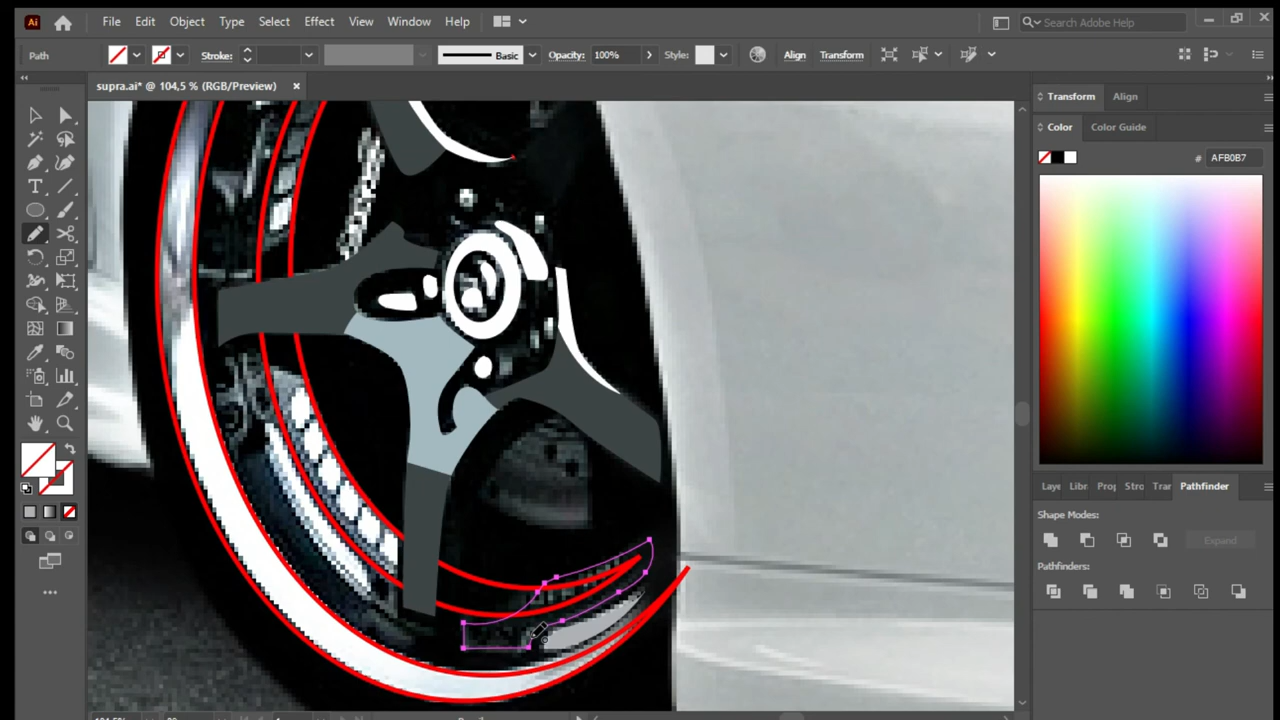 Ai File Edit Object Type Select Effect View Window Help Search Adobe Help
Path Stroke: Basic Opacity: 100% Style: Align Transform
supra.ai* @ 104,5 % (RGB/Preview) ×
Transform Align
Color Color Guide
# AFB0B7
Laye Libr Proj Stro Trar Pathfinder
Shape Modes:
Expand
Pathfinders: